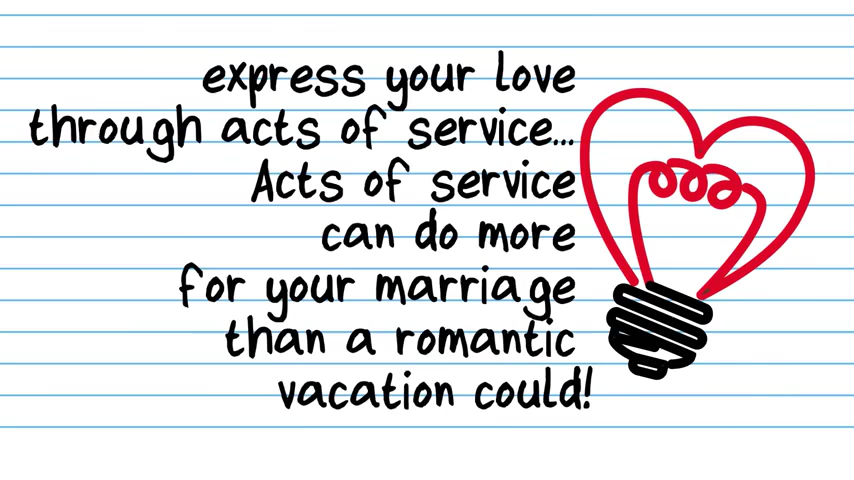 express your love
through acts of service...
Acts of service
can do more
for your marriage
than a romantic
vacation could!